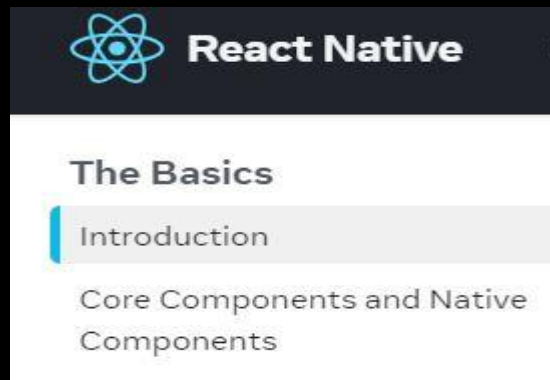 React Native
The Basics
Introduction
Core Components and Native
Components